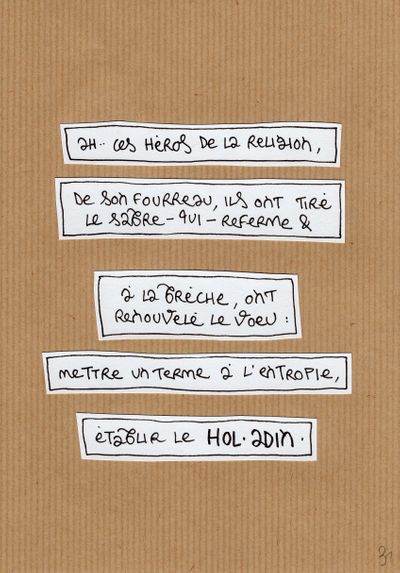 AH.. CES HÉROS DE LA RELIGION,
DE SON FOURREAU, ILS ONT TIRÉ
LE SABRE-QUI-REFERME &
À LA BRÈCHE, ONT
RENOUVELÉ LE VOEU :
METTRE UN TERME À L'ENTROPIE,
ÉTABLIR LE HOL.ADIN.
31